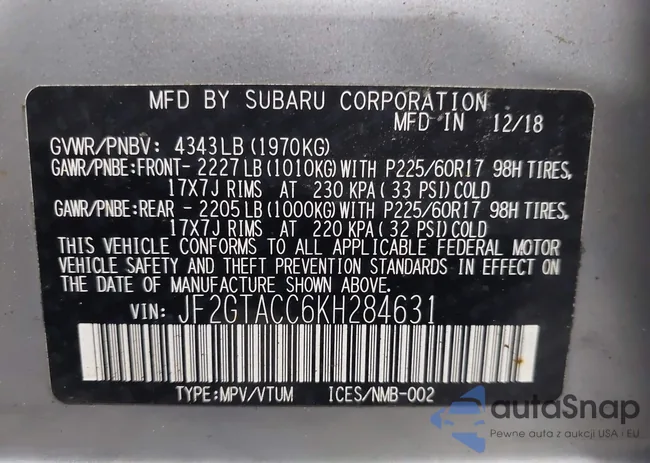 MFD BY SUBARU CORPORATION
MFD IN 12/18
GVWR/PNBV: 4343LB (1970KG)
GAWR/PNBE:FRONT- 2227LB (1010KG) WITH P225/60R17 98H TIRES,
17X7J RIMS AT 230 KPA (33 PSI) COLD
GAWR/PNBE:REAR - 2205LB (1000KG) WITH P225/60R17 98H TIRES,
17X7J RIMS AT 220 KPA (32 PSI) COLD
THIS VEHICLE CONFORMS TO ALL APPLICABLE FEDERAL MOTOR
VEHICLE SAFETY AND THEFT PREVENTION STANDARDS IN EFFECT ON
THE DATE OF MANUFACTURE SHOWN ABOVE.
VIN: JF2GTACC6KH284631
TYPE:MPV/VTUM ICES/NMB-002
autaSnap
Pewne auta z aukcji USA i EU